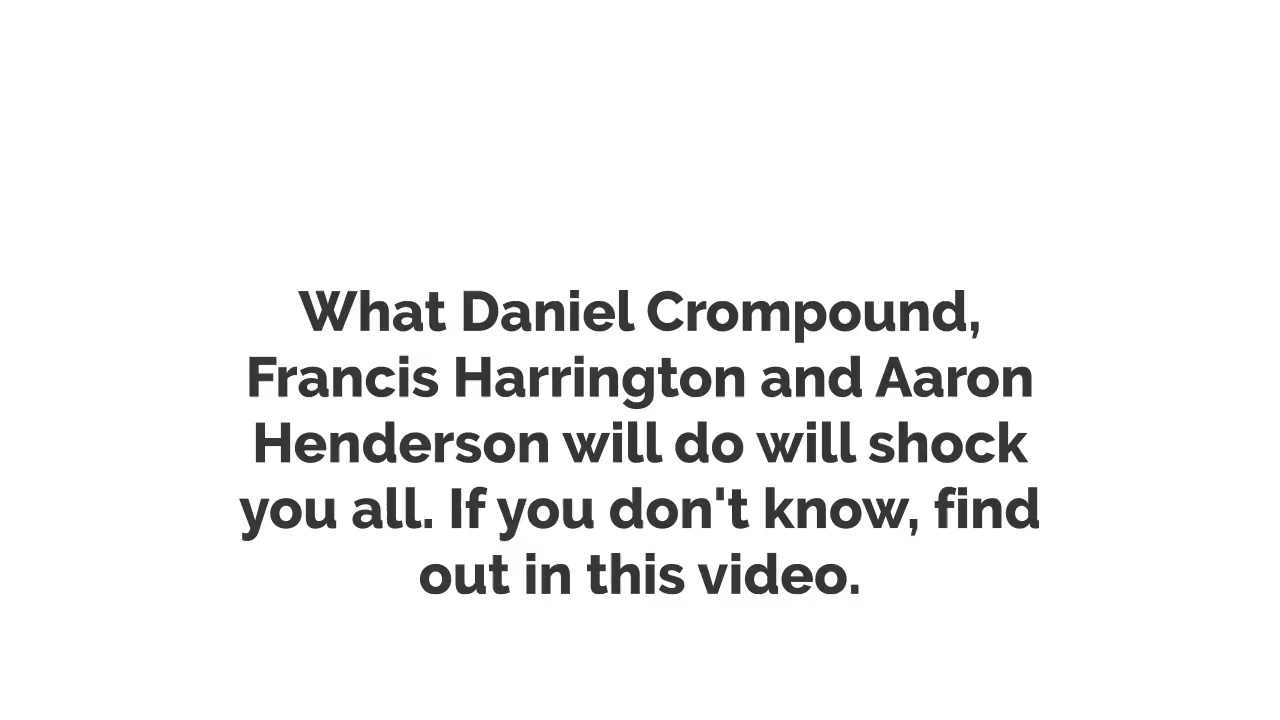 What Daniel Crompound,
Francis Harrington and Aaron
Henderson will do will shock
you all. If you don't know, find
out in this video.